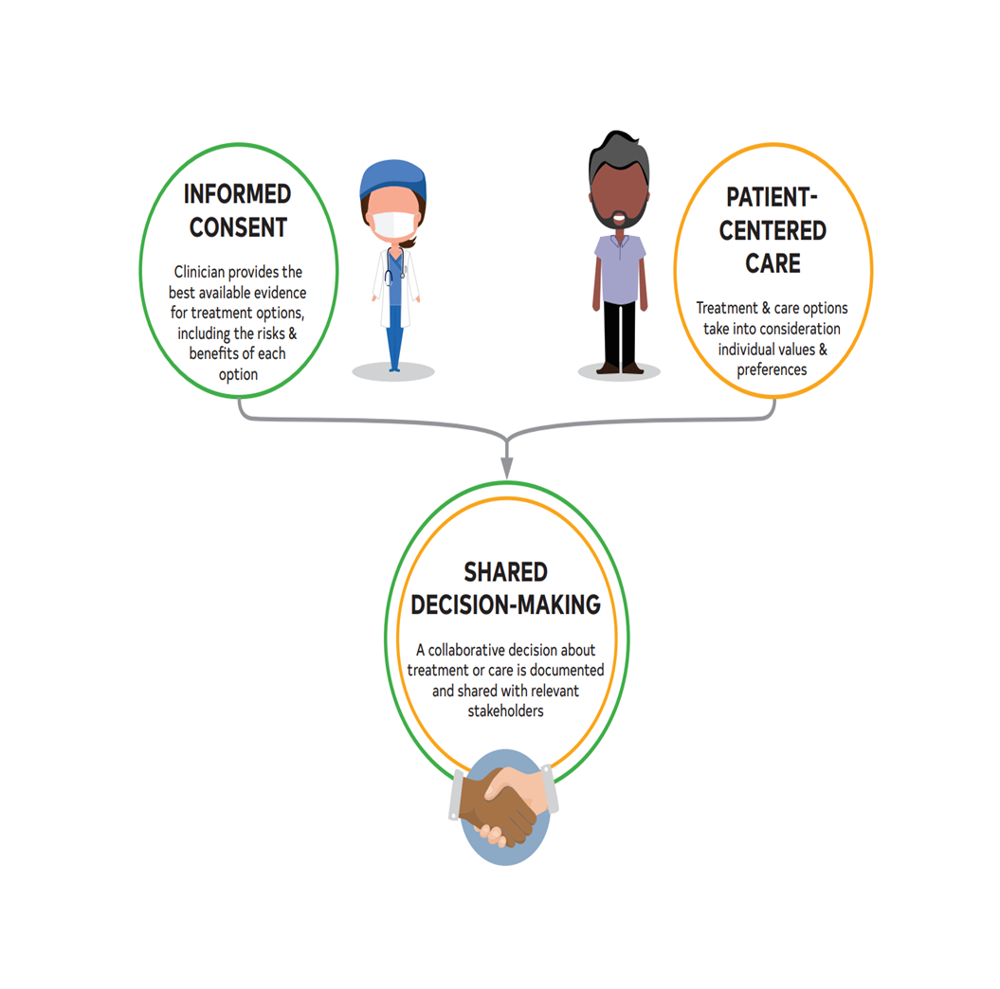 INFORMED
CONSENT
Clinician provides the
best available evidence
for treatment options,
including the risks &
benefits of each
option
PATIENT-
CENTERED
CARE
Treatment & care options
take into consideration
individual values &
preferences
SHARED
DECISION-MAKING
A collaborative decision about
treatment or care is documented
and shared with relevant
stakeholders